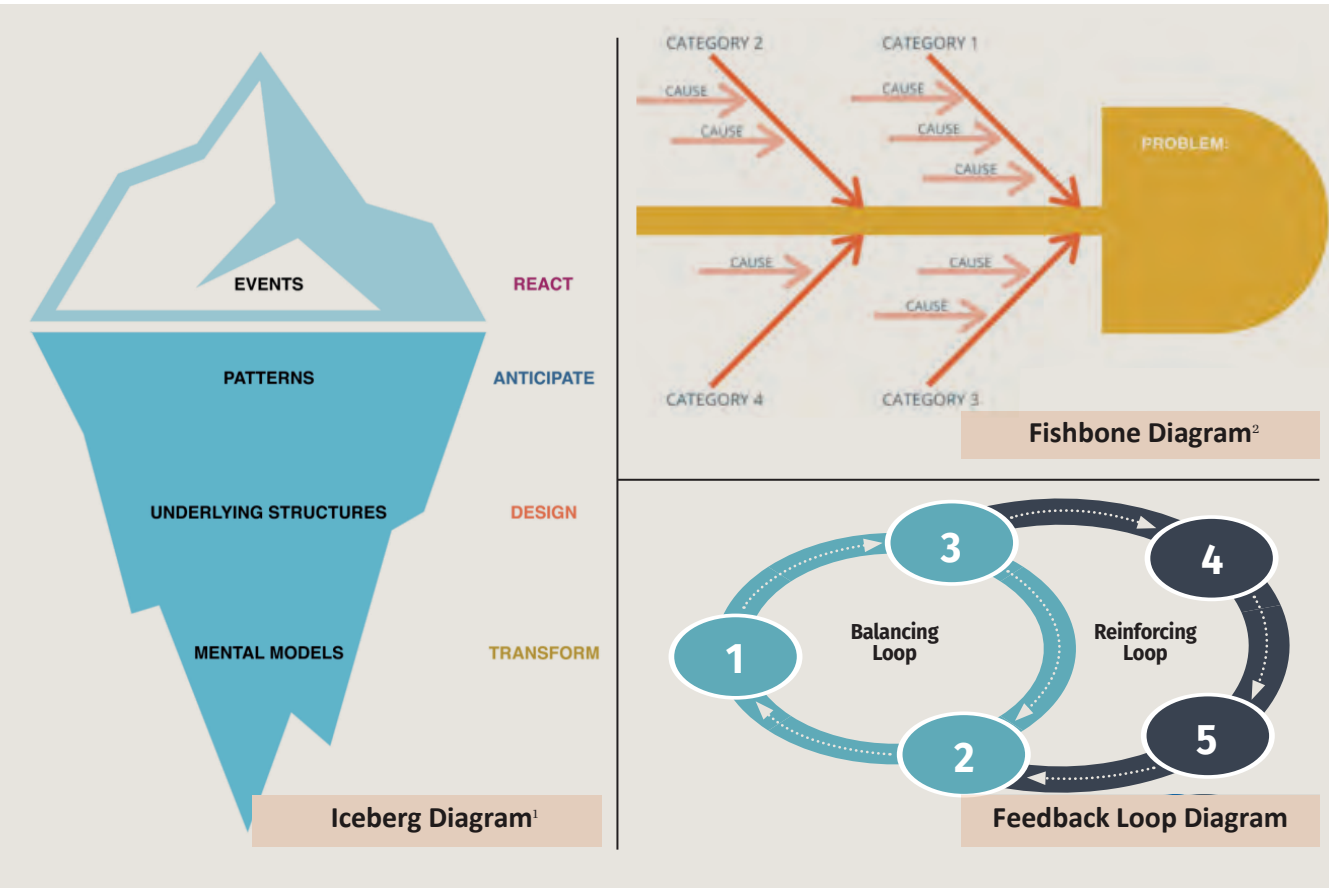 EVENTS
REACT
PATTERNS
ANTICIPATE
UNDERLYING STRUCTURES
DESIGN
MENTAL MODELS
TRANSFORM
Iceberg Diagram¹
CATEGORY 2
CATEGORY 1
CAUSE
CAUSE
CAUSE
CAUSE
CAUSE
PROBLEM:
CAUSE
CAUSE
CAUSE
CATEGORY 4
CATEGORY 3
Fishbone Diagram²
3
4
Balancing
Loop
Reinforcing
Loop
1
2
5
Feedback Loop Diagram